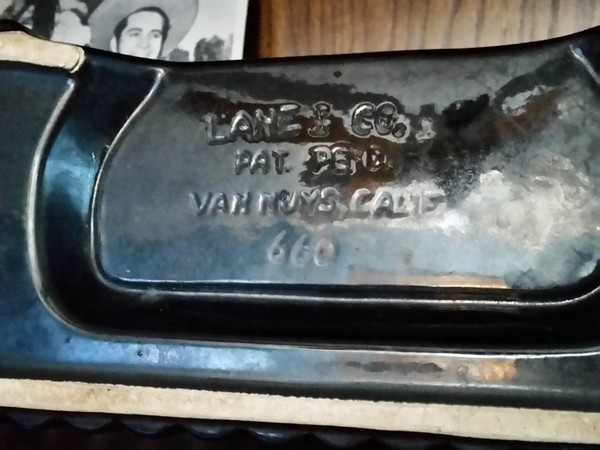 LANE & CO.
PAT. PEND.
VAN NUYS, CALIF
660